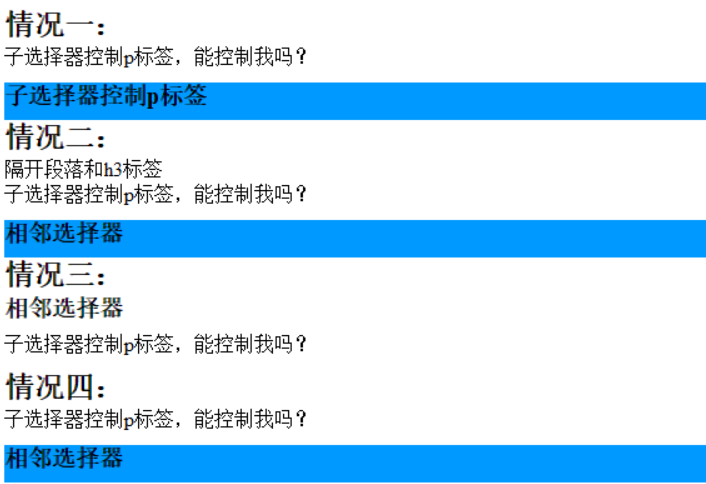 情况一：
子选择器控制p标签，能控制我吗？
子选择器控制p标签
情况二：
隔开段落和h3标签
子选择器控制p标签，能控制我吗？
相邻选择器
情况三：
相邻选择器
子选择器控制p标签，能控制我吗？
情况四：
子选择器控制p标签，能控制我吗？
相邻选择器